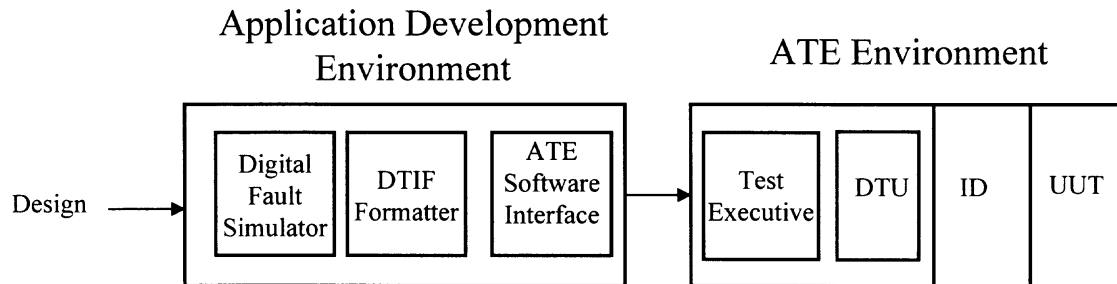 Application Development
Environment
ATE Environment
Design
Digital
Fault
Simulator
DTIF
Formatter
ATE
Software
Interface
Test
Executive
DTU
ID
UUT